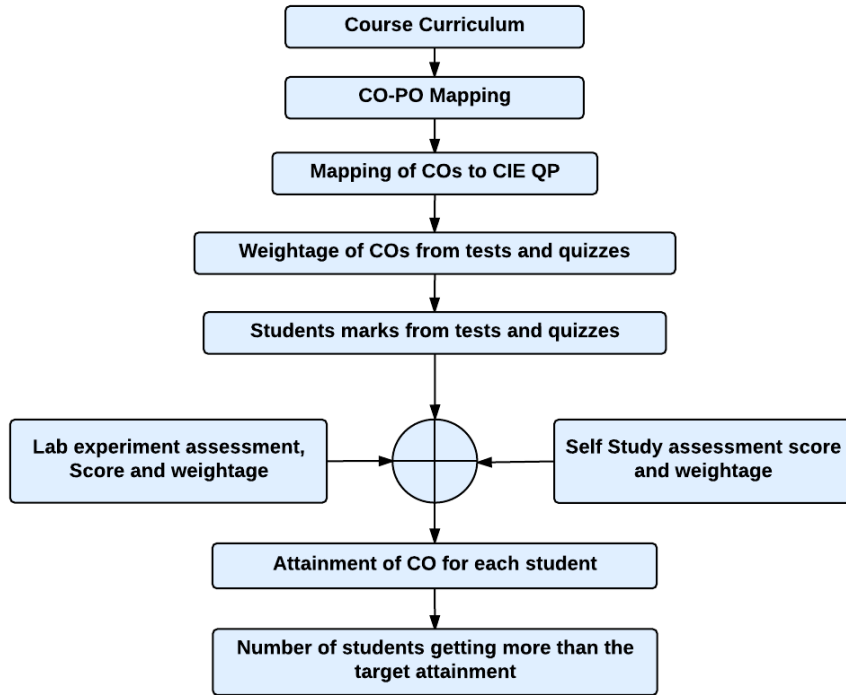 Course Curriculum
CO-PO Mapping
Mapping of COs to CIE QP
Weightage of COs from tests and quizzes
Students marks from tests and quizzes
Lab experiment assessment,
Score and weightage
Self Study assessment score
and weightage
Attainment of CO for each student
Number of students getting more than the
target attainment